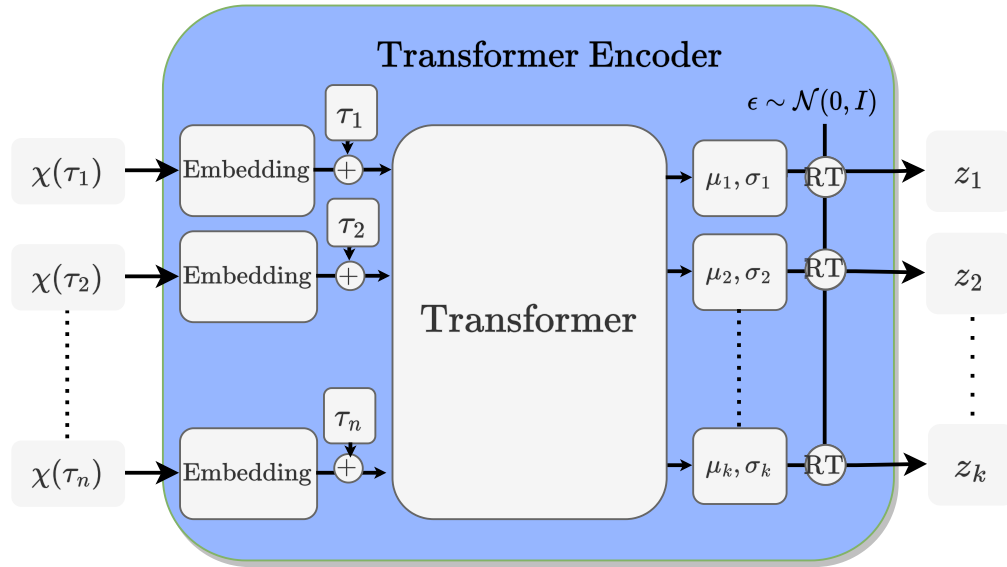 Transformer Encoder
ϵ ∼ 𝒩(0, I)
τ₁
χ(τ₁)
Embedding
+
μ₁, σ₁
RT
z₁
τ₂
χ(τ₂)
Embedding
+
μ₂, σ₂
RT
z₂
Transformer
τₙ
χ(τₙ)
Embedding
+
μₖ, σₖ
RT
zₖ